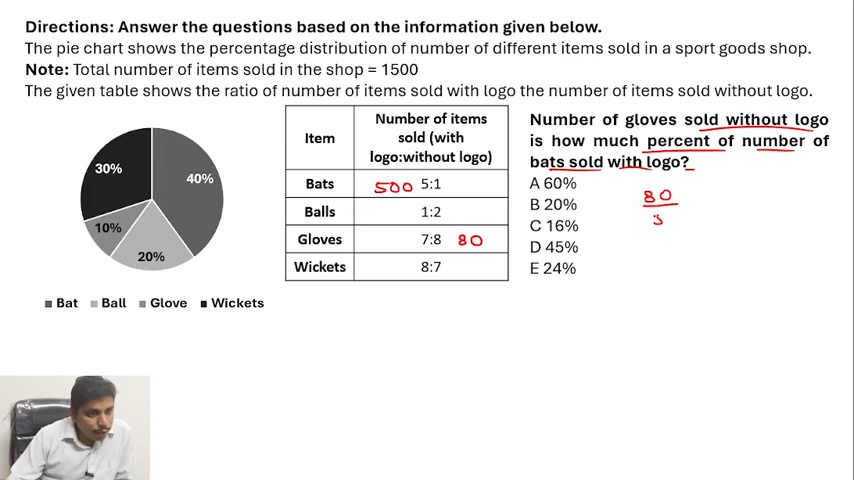 Directions: Answer the questions based on the information given below.
The pie chart shows the percentage distribution of number of different items sold in a sport goods shop.
Note: Total number of items sold in the shop = 1500
The given table shows the ratio of number of items sold with logo the number of items sold without logo.
30%
40%
10%
20%
Bat Ball Glove Wickets
Item Number of items sold (with logo:without logo)
Bats 500 5:1
Balls 1:2
Gloves 7:8 80
Wickets 8:7
Number of gloves sold without logo
is how much percent of number of
bats sold with logo?
A 60%
B 20%
C 16%
D 45%
E 24%
80